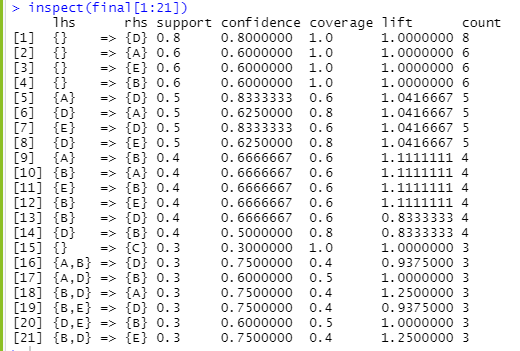 > inspect(final[1:21])
lhs rhs support confidence coverage lift count
[1] {} => {D} 0.8 0.8000000 1.0 1.0000000 8
[2] {} => {A} 0.6 0.6000000 1.0 1.0000000 6
[3] {} => {E} 0.6 0.6000000 1.0 1.0000000 6
[4] {} => {B} 0.6 0.6000000 1.0 1.0000000 6
[5] {A} => {D} 0.5 0.8333333 0.6 1.0416667 5
[6] {D} => {A} 0.5 0.6250000 0.8 1.0416667 5
[7] {E} => {D} 0.5 0.8333333 0.6 1.0416667 5
[8] {D} => {E} 0.5 0.6250000 0.8 1.0416667 5
[9] {A} => {B} 0.4 0.6666667 0.6 1.1111111 4
[10] {B} => {A} 0.4 0.6666667 0.6 1.1111111 4
[11] {E} => {B} 0.4 0.6666667 0.6 1.1111111 4
[12] {B} => {E} 0.4 0.6666667 0.6 1.1111111 4
[13] {B} => {D} 0.4 0.6666667 0.6 0.8333333 4
[14] {D} => {B} 0.4 0.5000000 0.8 0.8333333 4
[15] {} => {C} 0.3 0.3000000 1.0 1.0000000 3
[16] {A,B} => {D} 0.3 0.7500000 0.4 0.9375000 3
[17] {A,D} => {B} 0.3 0.6000000 0.5 1.0000000 3
[18] {B,D} => {A} 0.3 0.7500000 0.4 1.2500000 3
[19] {B,E} => {D} 0.3 0.7500000 0.4 0.9375000 3
[20] {D,E} => {B} 0.3 0.6000000 0.5 1.0000000 3
[21] {B,D} => {E} 0.3 0.7500000 0.4 1.2500000 3